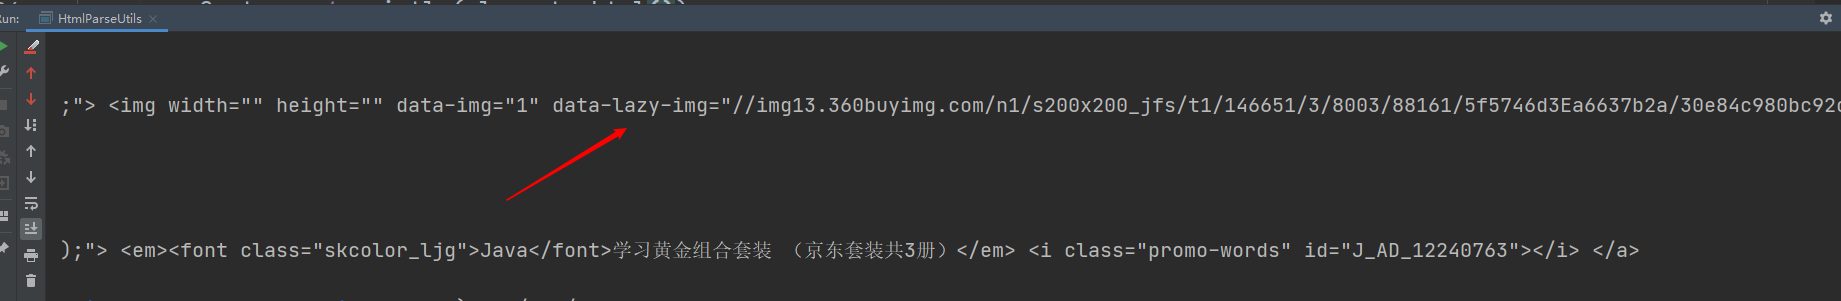 Run: HtmlParseUtils ×
;"> <img width="" height="" data-img="1" data-lazy-img="//img13.360buyimg.com/n1/s200x200_jfs/t1/146651/3/8003/88161/5f5746d3Ea6637b2a/30e84c980bc92
);"> <em><font class="skcolor_ljg">Java</font>学习黄金组合套装 （京东套装共3册）</em> <i class="promo-words" id="J_AD_12240763"></i> </a>